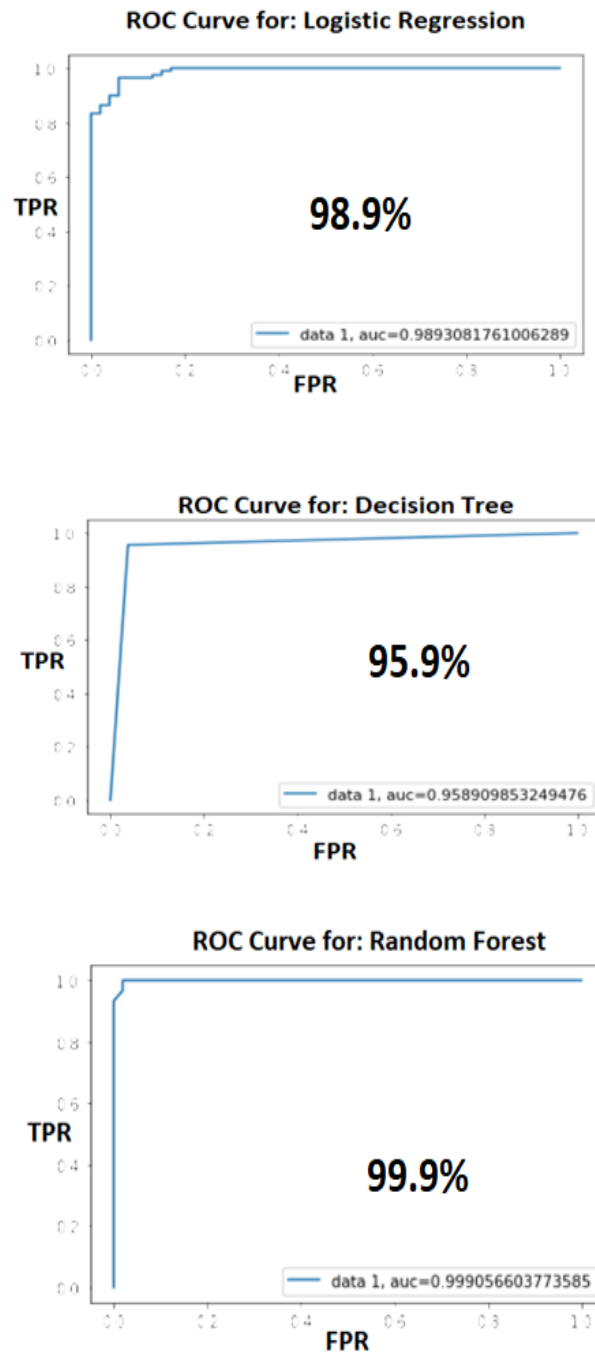 ROC Curve for: Logistic Regression
1.0
0.8
0.6
TPR
0.4
98.9%
0.2
0.0
data 1, auc=0.9893081761006289
0.0 0.2 0.4 0.6 0.8 1.0
FPR
ROC Curve for: Decision Tree
1.0
0.8
0.6
TPR
95.9%
0.4
0.2
0.0
data 1, auc=0.958909853249476
0.0 0.2 0.4 0.6 0.8 1.0
FPR
ROC Curve for: Random Forest
1.0
0.8
0.6
TPR
0.4
99.9%
0.2
0.0
data 1, auc=0.999056603773585
0.0 0.2 0.4 0.6 0.8 1.0
FPR